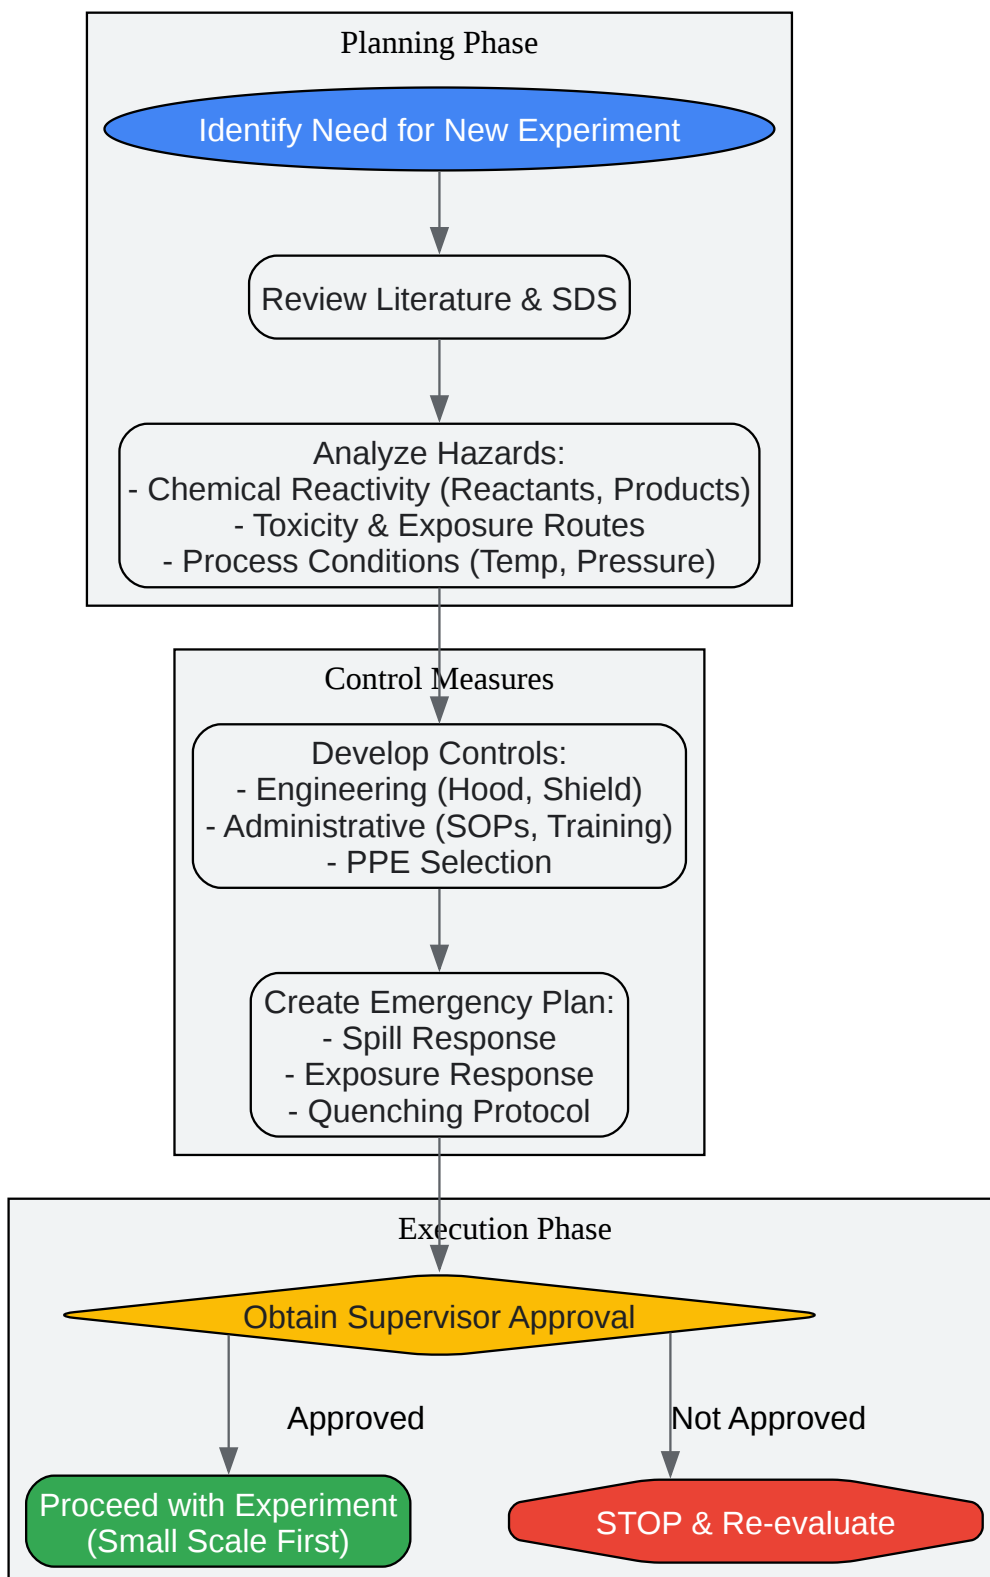 Planning Phase
Identify Need for New Experiment
Review Literature & SDS
Analyze Hazards:
- Chemical Reactivity (Reactants, Products)
- Toxicity & Exposure Routes
- Process Conditions (Temp, Pressure)
Control Measures
Develop Controls:
- Engineering (Hood, Shield)
- Administrative (SOPs, Training)
- PPE Selection
Create Emergency Plan:
- Spill Response
- Exposure Response
- Quenching Protocol
Execution Phase
Obtain Supervisor Approval
Approved
Not Approved
Proceed with Experiment
(Small Scale First)
STOP & Re-evaluate